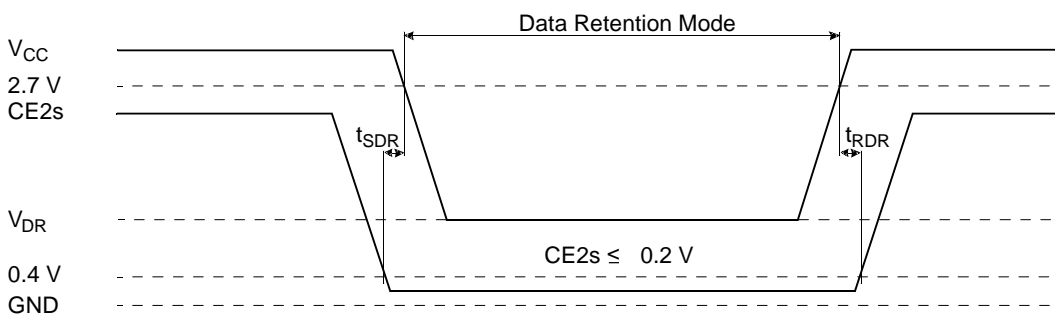 Data Retention Mode
VCC
2.7 V
CE2s
tSDR
tRDR
VDR
CE2s ≤ 0.2 V
0.4 V
GND